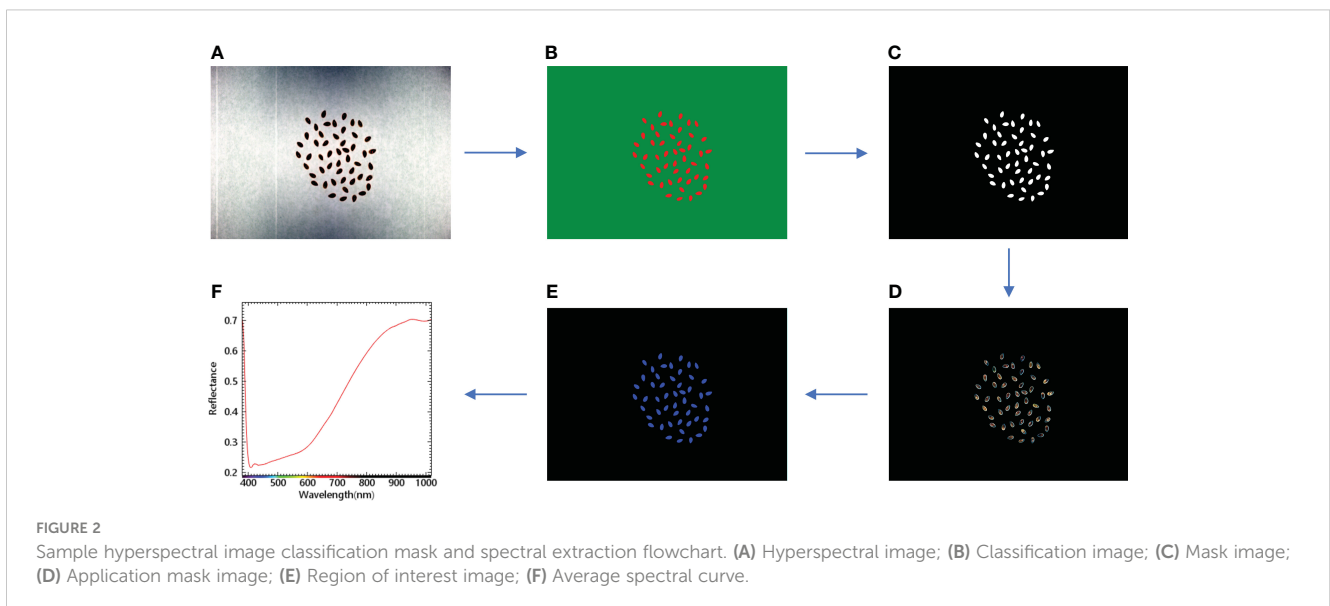 A
B
C
F
E
D
0.7
0.6
0.5
0.4
0.3
0.2
Reflectance
400 500 600 700 800 900 1000
Wavelength(nm)
FIGURE 2
Sample hyperspectral image classification mask and spectral extraction flowchart. (A) Hyperspectral image; (B) Classification image; (C) Mask image;
(D) Application mask image; (E) Region of interest image; (F) Average spectral curve.